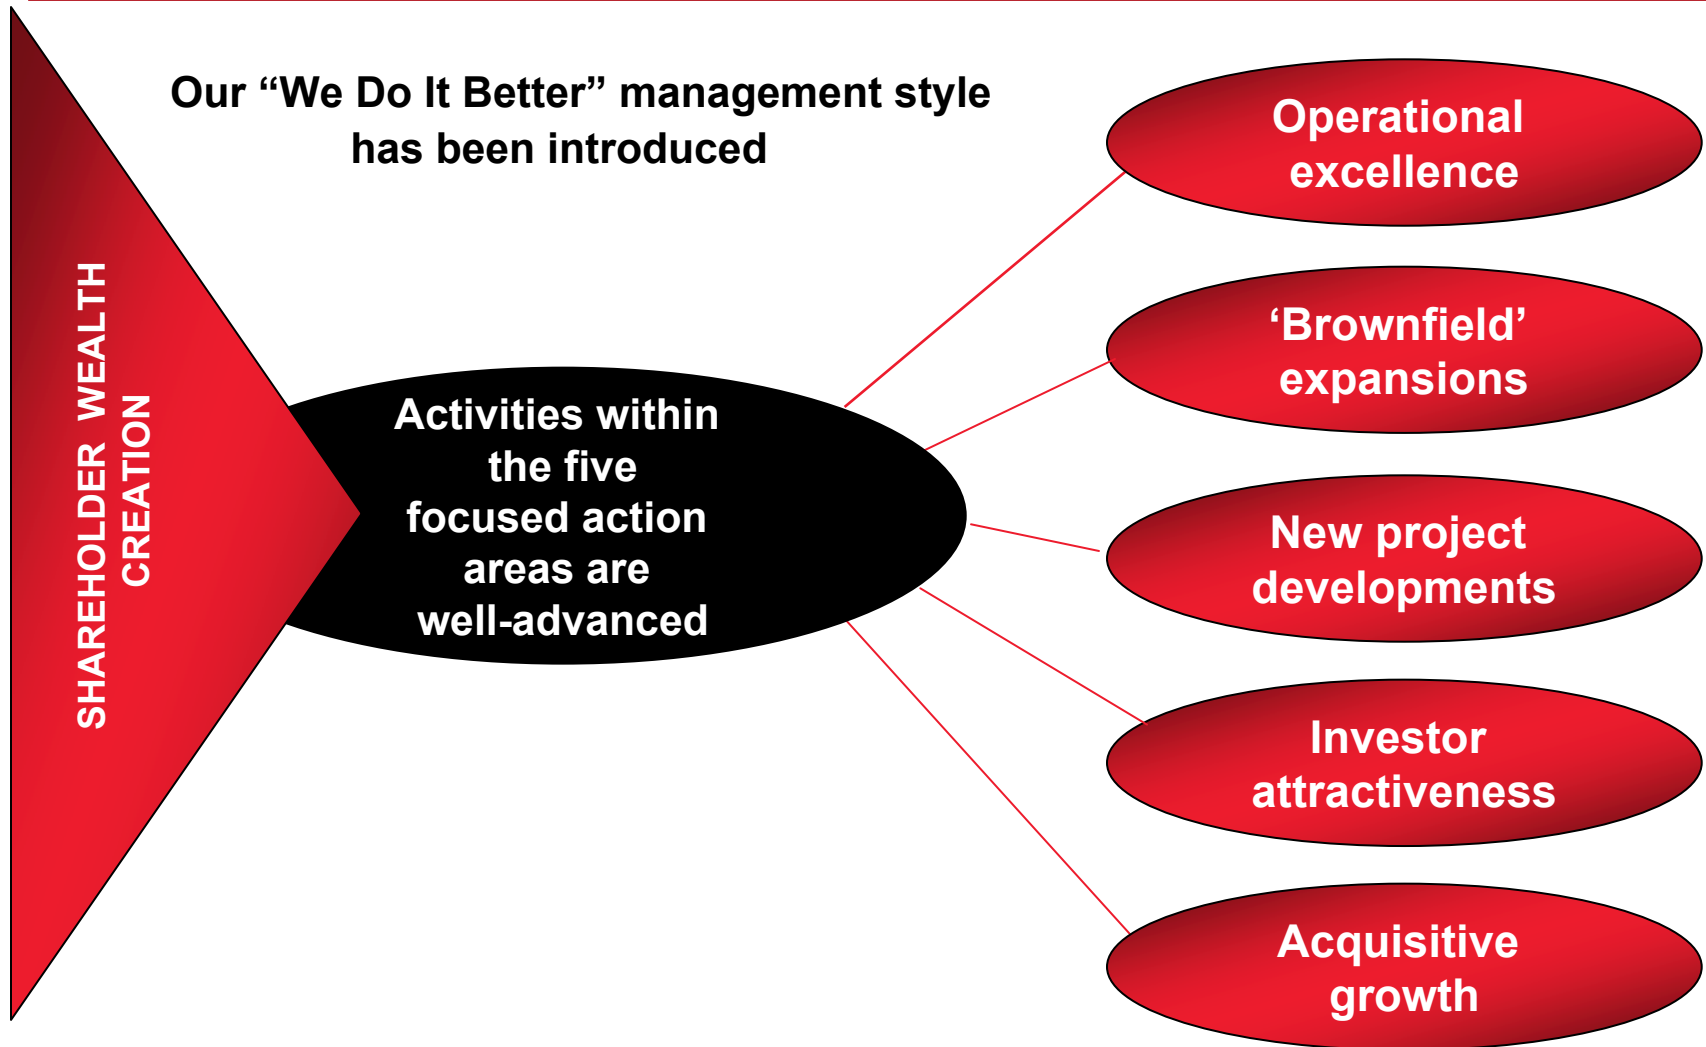 Our “We Do It Better” management style
has been introduced
SHAREHOLDER WEALTH
CREATION
Activities within
the five
focused action
areas are
well-advanced
Operational
excellence
‘Brownfield’
expansions
New project
developments
Investor
attractiveness
Acquisitive
growth